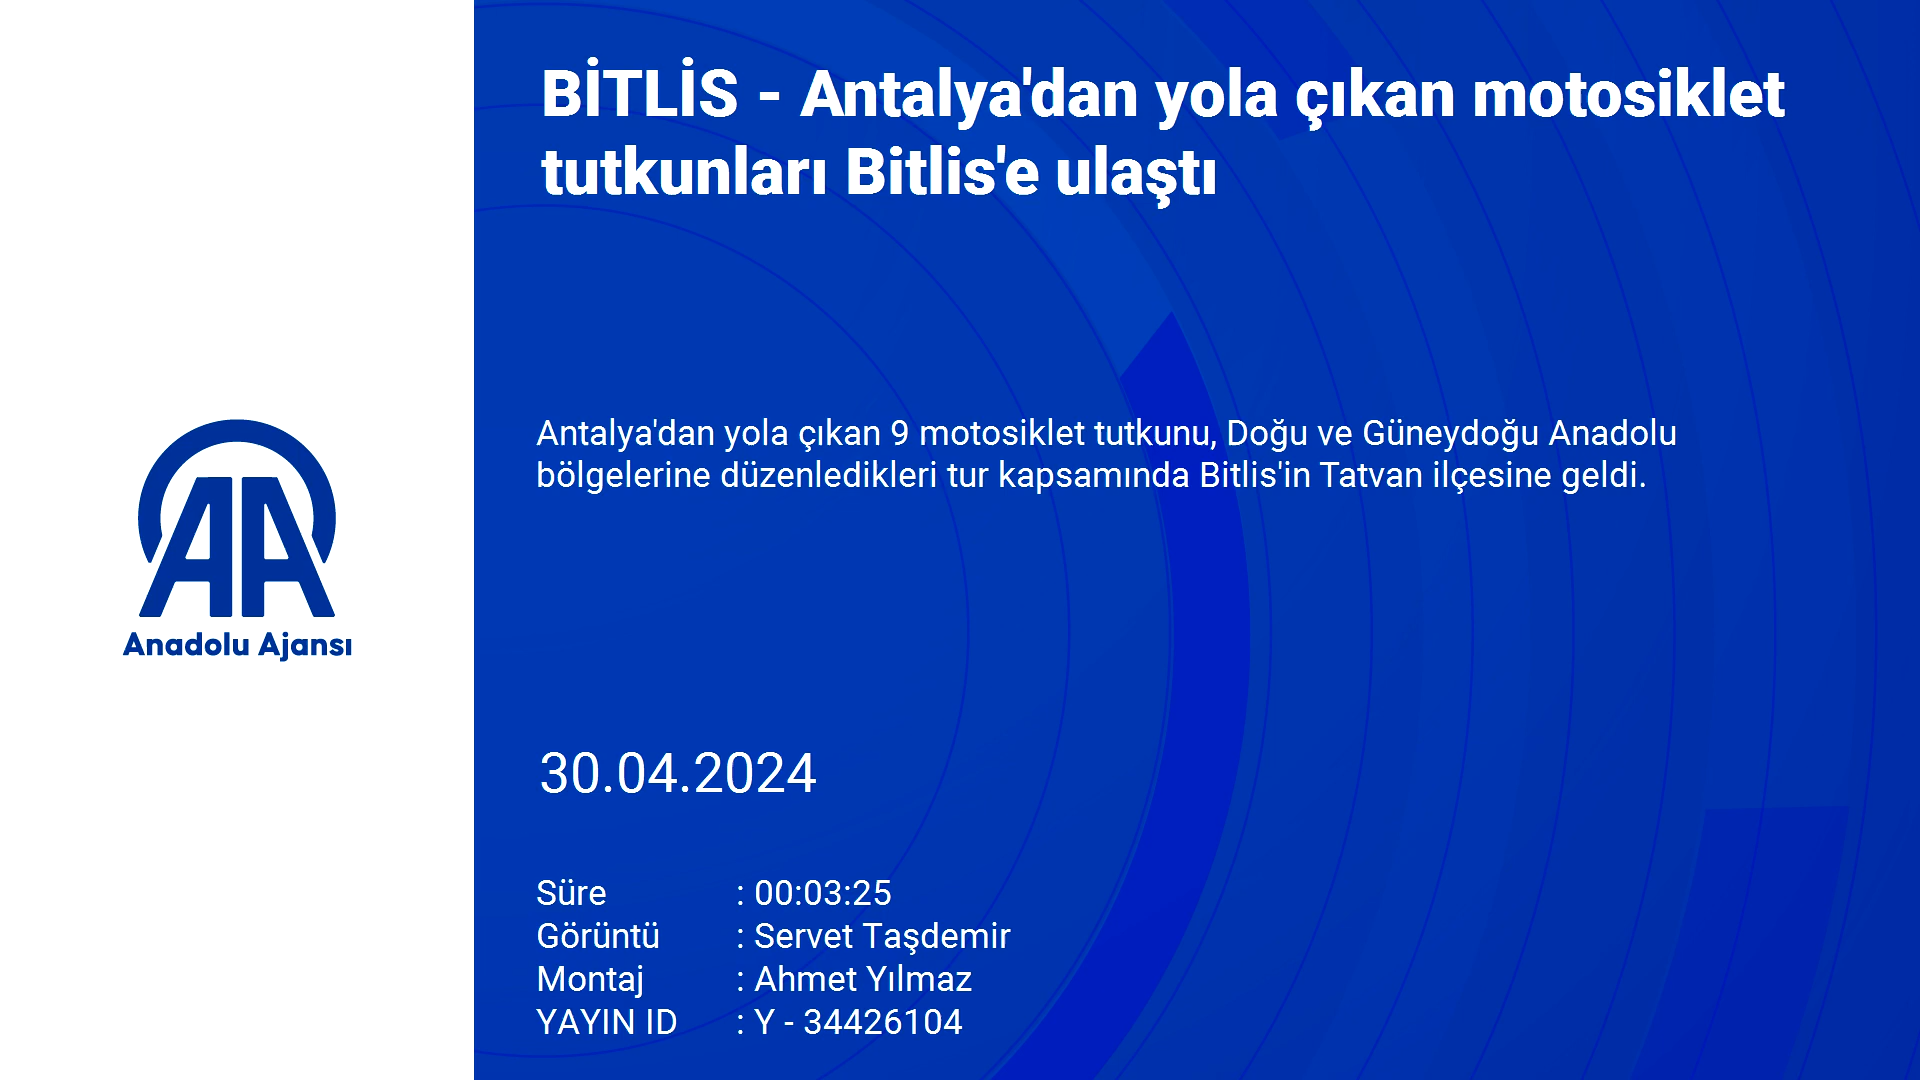 BİTLİS - Antalya'dan yola çıkan motosiklet
tutkunları Bitlis'e ulaştı
Antalya'dan yola çıkan 9 motosiklet tutkunu, Doğu ve Güneydoğu Anadolu
bölgelerine düzenledikleri tur kapsamında Bitlis'in Tatvan ilçesine geldi.
AA
Anadolu Ajansı
30.04.2024
Süre : 00:03:25
Görüntü : Servet Taşdemir
Montaj : Ahmet Yılmaz
YAYIN ID : Y - 34426104